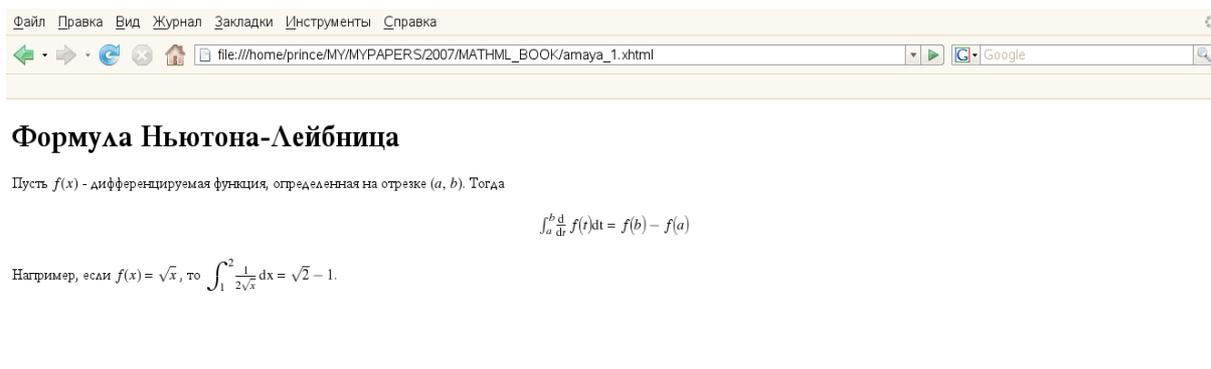 Файл Правка Вид Журнал Закладки Инструменты Справка
file:///home/prince/MY/MYPAPERS/2007/MATHML_BOOK/amaya_1.xhtml G Google
Формула Ньютона-Лейбница
Пусть f(x) - дифференцируемая функция, определенная на отрезке (a, b). Тогда
∫ₐᵇ d/dt f(t)dt = f(b) − f(a)
Например, если f(x) = √x, то ∫₁² 1/(2√x) dx = √2 − 1.